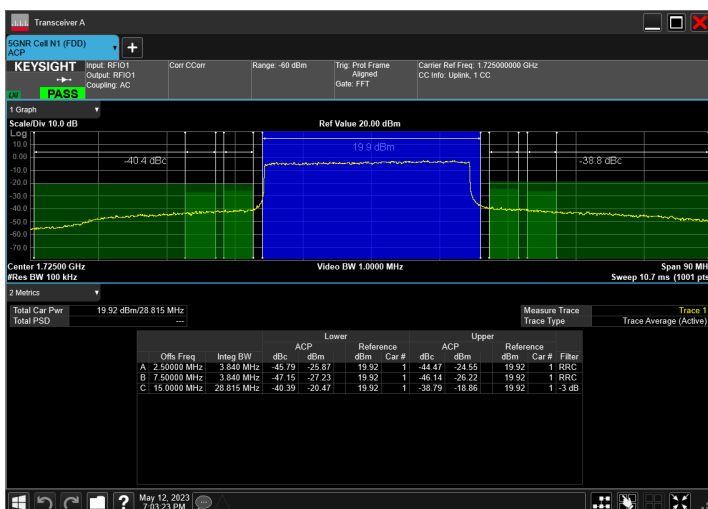 Transceiver A
5GNR Cell N1 (FDD)
ACP
KEYSIGHT
LXI
PASS
Input: RFIO1
Output: RFIO1
Coupling: AC
Corr CCorr
Range: -60 dBm
Trig: Prot Frame
Aligned
Gate: FFT
Carrier Ref Freq: 1.725000000 GHz
CC Info: Uplink, 1 CC
1 Graph
Scale/Div 10.0 dB
Ref Value 20.00 dBm
Log
10.0
0.00
-10.0
-20.0
-30.0
-40.0
-50.0
-60.0
-70.0
-40.4 dBc
19.9 dBm
-38.8 dBc
Center 1.72500 GHz
Video BW 1.0000 MHz
Span 90 MH
#Res BW 100 kHz
Sweep 10.7 ms (1001 pts
2 Metrics
Total Car Pwr 19.92 dBm/28.815 MHz
Total PSD ---
Measure Trace Trace 1
Trace Type Trace Average (Active)
Lower Upper
ACP Reference ACP Reference
Offs Freq Integ BW dBc dBm dBm Car # dBc dBm dBm Car # Filter
A 2.50000 MHz 3.840 MHz -45.79 -25.87 19.92 1 -44.47 -24.55 19.92 1 RRC
B 7.50000 MHz 3.840 MHz -47.15 -27.23 19.92 1 -46.14 -26.22 19.92 1 RRC
C 15.0000 MHz 28.815 MHz -40.39 -20.47 19.92 1 -38.79 -18.86 19.92 1 -3 dB
May 12, 2023
7:03:23 PM